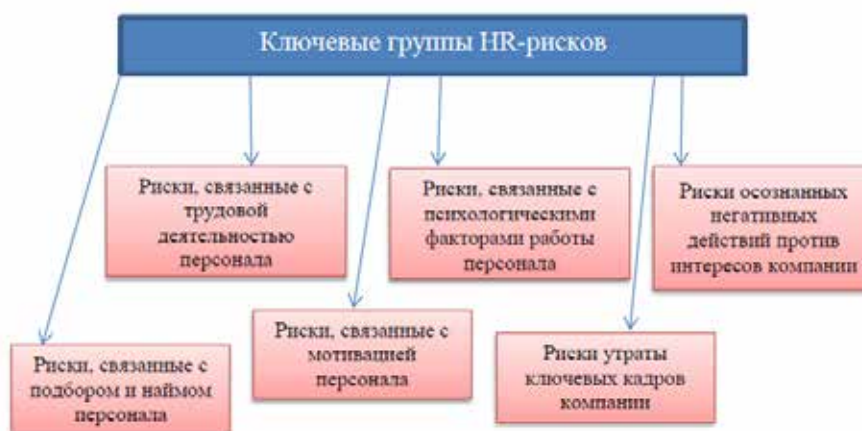 Ключевые группы HR-рисков
Риски, связанные с
трудовой
деятельностью
персонала
Риски, связанные с
психологическими
факторами работы
персонала
Риски осознанных
негативных
действий против
интересов компании
Риски, связанные с
подбором и наймом
персонала
Риски, связанные с
мотивацией
персонала
Риски утраты
ключевых кадров
компании